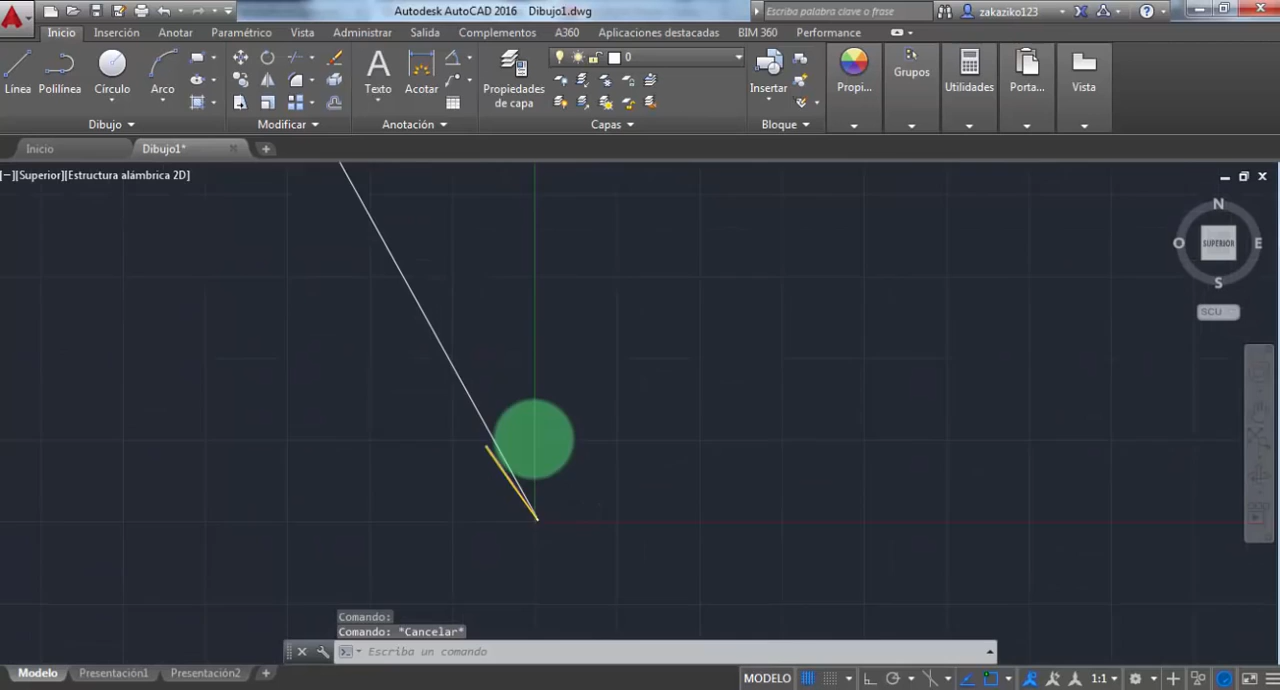 Autodesk AutoCAD 2016 Dibujo1.dwg
Escriba palabra clave o frase
zakaziko123
Inicio Inserción Anotar Paramétrico Vista Administrar Salida Complementos A360 Aplicaciones destacadas BIM 360 Performance
0
Línea Polilínea Círculo Arco
Texto Acotar
Propiedades de capa
Insertar
Propi... Grupos Utilidades Porta... Vista
Dibujo Modificar Anotación Capas Bloque
Inicio Dibujo1*
[−][Superior][Estructura alámbrica 2D]
N
O SUPERIOR E
S
SCU
Comando:
Comando: *Cancelar*
Escriba un comando
Modelo Presentación1 Presentación2
MODELO 1:1